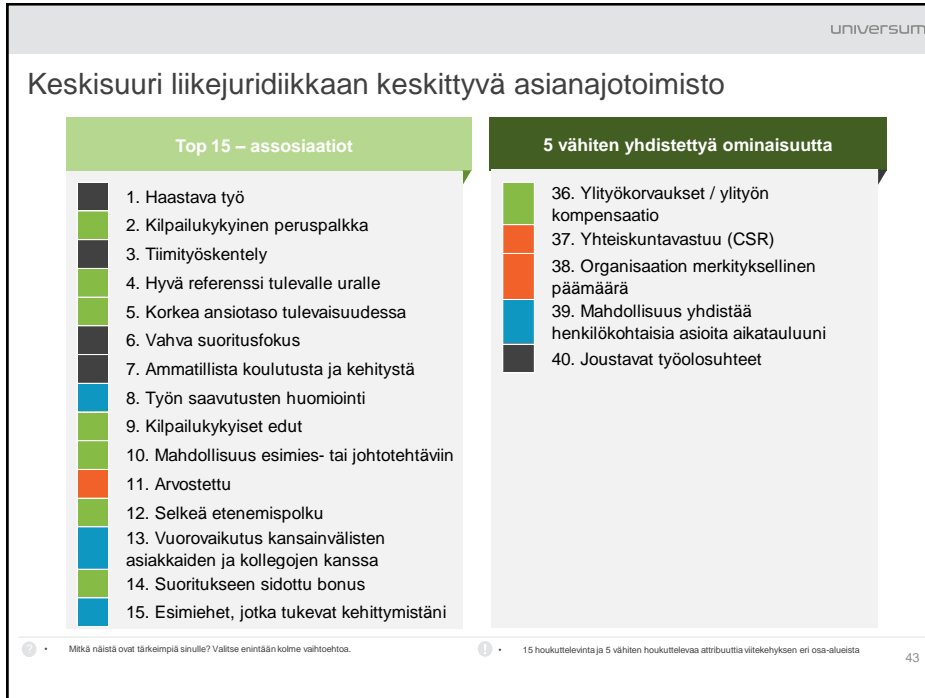 universum
Keskisuuri liikejuridiikkaan keskittyvä asianajotoimisto
Top 15 – assosiaatiot
1. Haastava työ
2. Kilpailukykyinen peruspalkka
3. Tiimityöskentely
4. Hyvä referenssi tulevalle uralle
5. Korkea ansiotaso tulevaisuudessa
6. Vahva suoritusfokus
7. Ammatillista koulutusta ja kehitystä
8. Työn saavutusten huomiointi
9. Kilpailukykyiset edut
10. Mahdollisuus esimies- tai johtotehtäviin
11. Arvostettu
12. Selkeä etenemispolku
13. Vuorovaikutus kansainvälisten
asiakkaiden ja kollegojen kanssa
14. Suoritukseen sidottu bonus
15. Esimiehet, jotka tukevat kehittymistäni
5 vähiten yhdistettyä ominaisuutta
36. Ylityökorvaukset / ylityön
kompensaatio
37. Yhteiskuntavastuu (CSR)
38. Organisaation merkityksellinen
päämäärä
39. Mahdollisuus yhdistää
henkilökohtaisia asioita aikatauluuni
40. Joustavat työolosuhteet
? • Mitkä näistä ovat tärkeimpiä sinulle? Valitse enintään kolme vaihtoehtoa.
! • 15 houkuttelevinta ja 5 vähiten houkuttelevaa attribuuttia viitekehyksen eri osa-alueista
43